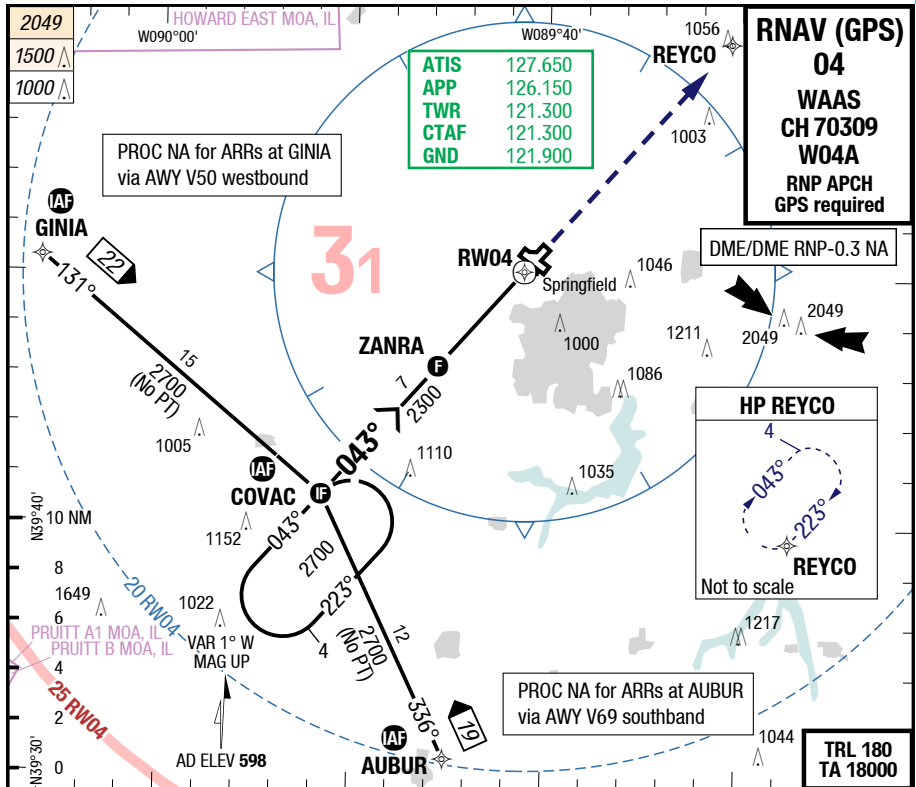 2049
1500
1000
HOWARD EAST MOA, IL
W090°00'
W089°40'
1056
REYCO
RNAV (GPS)
04
WAAS
CH 70309
W04A
RNP APCH
GPS required
ATIS 127.650
APP 126.150
TWR 121.300
CTAF 121.300
GND 121.900
1003
PROC NA for ARRs at GINIA
via AWY V50 westbound
IAF
GINIA
22
131°
31
RW04
Springfield
1046
DME/DME RNP-0.3 NA
2049
2049
1211
1000
ZANRA
F
15
2700
(No PT)
7
2300
1086
HP REYCO
4
043°
223°
REYCO
Not to scale
1005
043°
1110
1035
IAF
COVAC
IF
N39°40'
10 NM
1152
043°
2700
223°
4
8
1649
6
20 RW04
1022
PRUITT A1 MOA, IL
PRUITT B MOA, IL
VAR 1° W
MAG UP
12
2700
(No PT)
1217
4
25 RW04
2
PROC NA for ARRs at AUBUR
via AWY V69 southband
336°
19
IAF
AUBUR
AD ELEV 598
N39°30'
0
1044
TRL 180
TA 18000